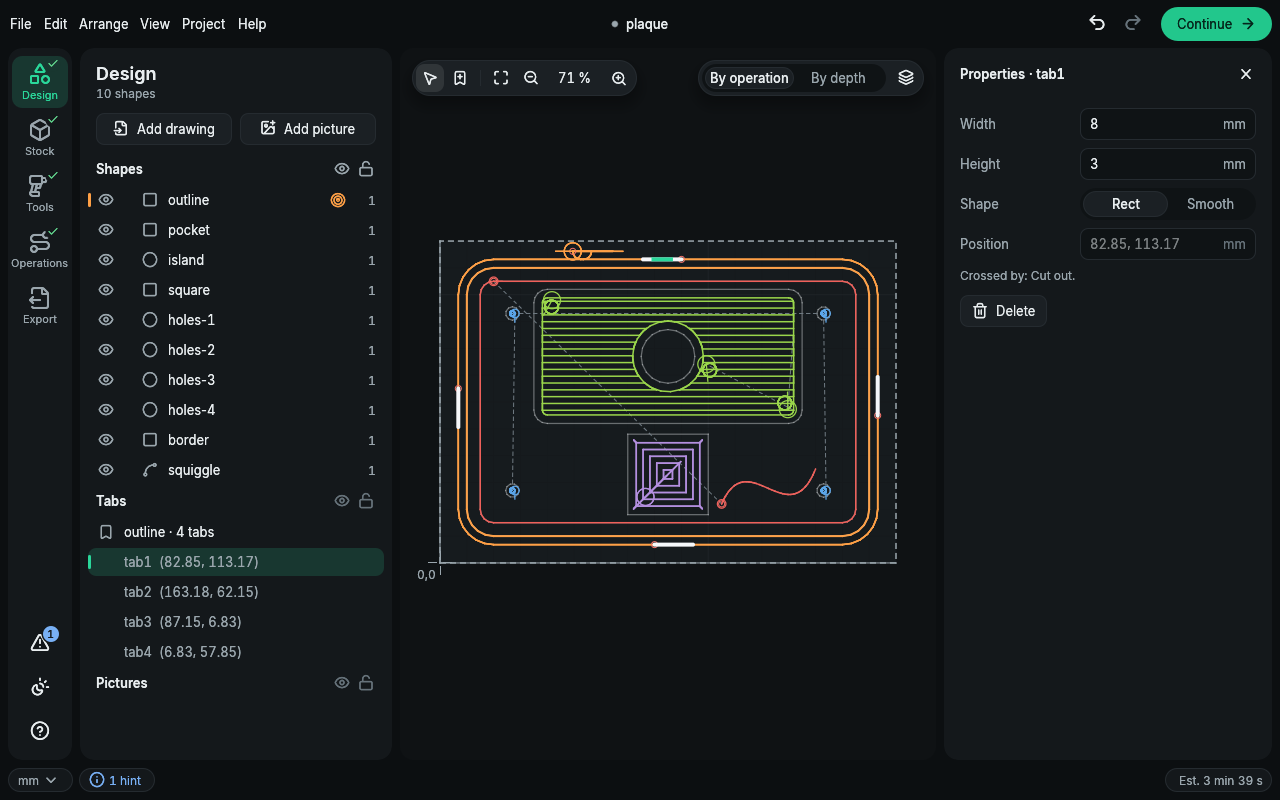 File Edit Arrange View Project Help
plaque
Continue
Design
Stock
Tools
Operations
Export
1
Design
10 shapes
Add drawing
Add picture
Shapes
outline 1
pocket 1
island 1
square 1
holes-1 1
holes-2 1
holes-3 1
holes-4 1
border 1
squiggle 1
Tabs
outline · 4 tabs
tab1 (82.85, 113.17)
tab2 (163.18, 62.15)
tab3 (87.15, 6.83)
tab4 (6.83, 57.85)
Pictures
71 %
By operation
By depth
0,0
Properties · tab1
Width 8 mm
Height 3 mm
Shape Rect Smooth
Position 82.85, 113.17 mm
Crossed by: Cut out.
Delete
mm
1 hint
Est. 3 min 39 s